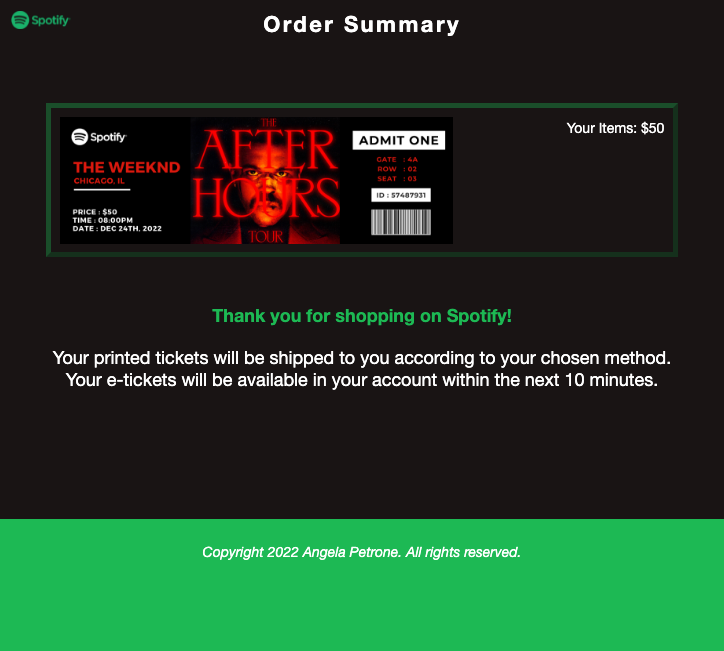 Spotify
Order Summary
Your Items: $50
Spotify
THE WEEKND
CHICAGO, IL
PRICE : $50
TIME : 08:00PM
DATE : DEC 24TH, 2022
THE
AFTER
HOURS
TOUR
ADMIT ONE
GATE : 4A
ROW : 02
SEAT : 03
ID : 57487931
Thank you for shopping on Spotify!
Your printed tickets will be shipped to you according to your chosen method.
Your e-tickets will be available in your account within the next 10 minutes.
Copyright 2022 Angela Petrone. All rights reserved.